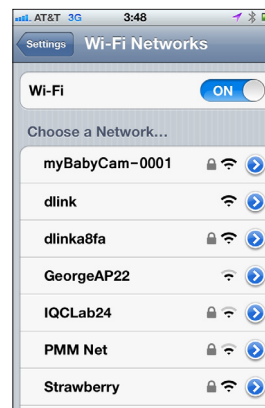 AT&T 3G 3:48
Settings Wi-Fi Networks
Wi-Fi ON
Choose a Network...
myBabyCam-0001
dlink
dlinka8fa
GeorgeAP22
IQCLab24
PMM Net
Strawberry